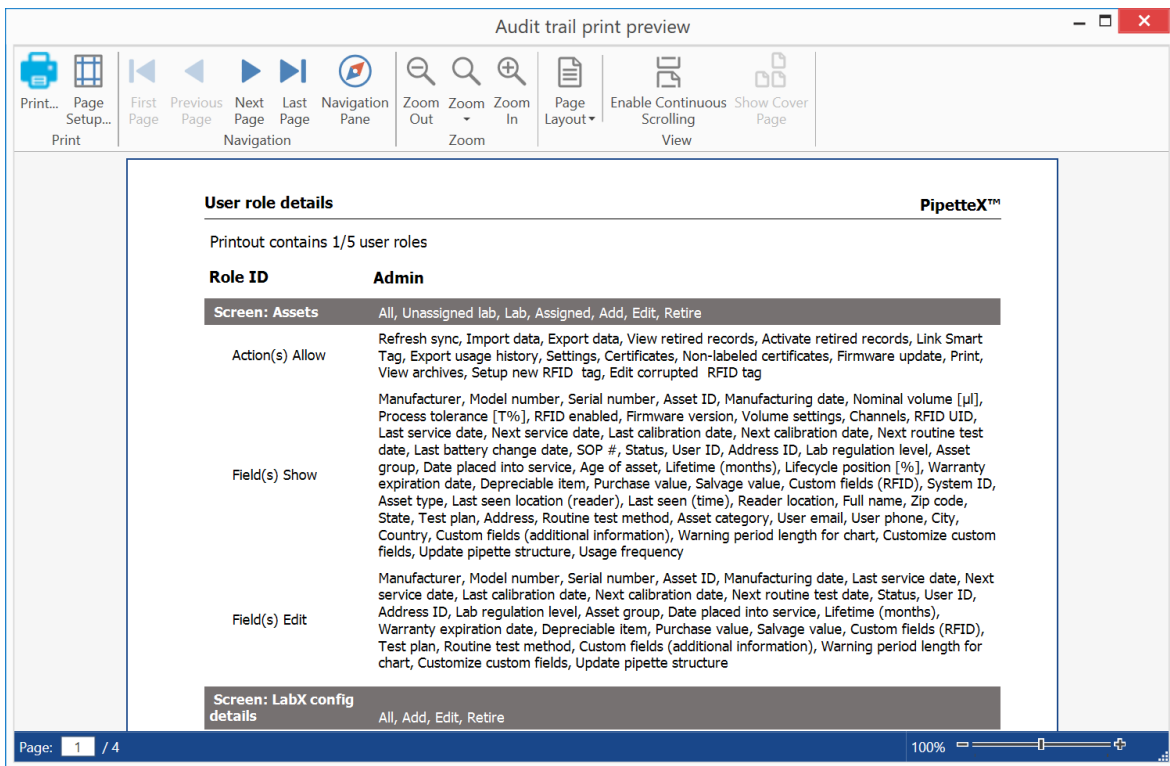 Audit trail print preview
Print... Page Setup... First Page Previous Page Next Page Last Page Navigation Pane Zoom Out Zoom Zoom In Page Layout Enable Continuous Scrolling Show Cover Page
Print Navigation Zoom View
User role details PipetteX™
Printout contains 1/5 user roles
Role ID Admin
Screen: Assets All, Unassigned lab, Lab, Assigned, Add, Edit, Retire
Action(s) Allow
Refresh sync, Import data, Export data, View retired records, Activate retired records, Link Smart
Tag, Export usage history, Settings, Certificates, Non-labeled certificates, Firmware update, Print,
View archives, Setup new RFID tag, Edit corrupted RFID tag
Field(s) Show
Manufacturer, Model number, Serial number, Asset ID, Manufacturing date, Nominal volume [µl],
Process tolerance [T%], RFID enabled, Firmware version, Volume settings, Channels, RFID UID,
Last service date, Next service date, Last calibration date, Next calibration date, Next routine test
date, Last battery change date, SOP #, Status, User ID, Address ID, Lab regulation level, Asset
group, Date placed into service, Age of asset, Lifetime (months), Lifecycle position [%], Warranty
expiration date, Depreciable item, Purchase value, Salvage value, Custom fields (RFID), System ID,
Asset type, Last seen location (reader), Last seen (time), Reader location, Full name, Zip code,
State, Test plan, Address, Routine test method, Asset category, User email, User phone, City,
Country, Custom fields (additional information), Warning period length for chart, Customize custom
fields, Update pipette structure, Usage frequency
Field(s) Edit
Manufacturer, Model number, Serial number, Asset ID, Manufacturing date, Last service date, Next
service date, Last calibration date, Next calibration date, Next routine test date, Status, User ID,
Address ID, Lab regulation level, Asset group, Date placed into service, Lifetime (months),
Warranty expiration date, Depreciable item, Purchase value, Salvage value, Custom fields (RFID),
Test plan, Routine test method, Custom fields (additional information), Warning period length for
chart, Customize custom fields, Update pipette structure
Screen: LabX config
details All, Add, Edit, Retire
Page: 1 / 4 100%